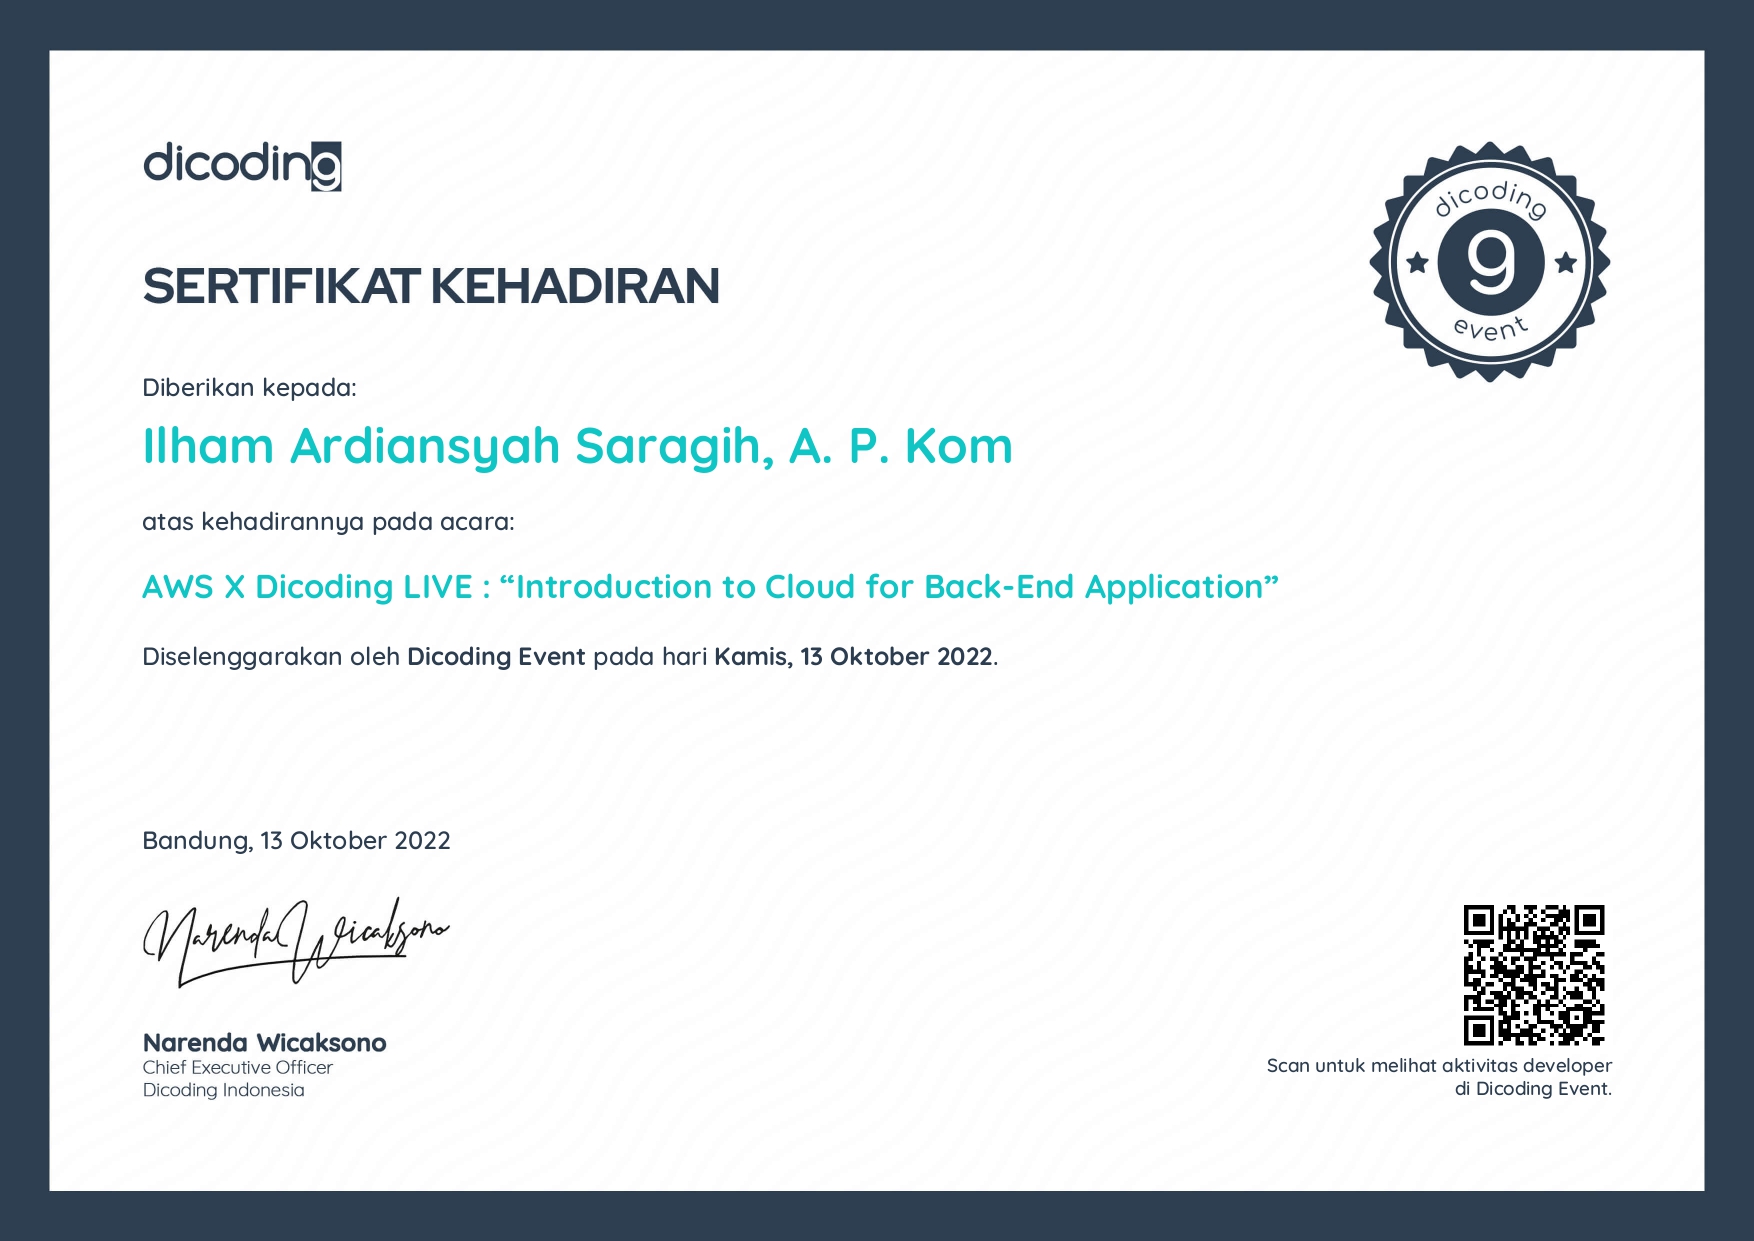 dicoding
SERTIFIKAT KEHADIRAN
dicoding
g
event
Diberikan kepada:
Ilham Ardiansyah Saragih, A. P. Kom
atas kehadirannya pada acara:
AWS X Dicoding LIVE : “Introduction to Cloud for Back-End Application”
Diselenggarakan oleh Dicoding Event pada hari Kamis, 13 Oktober 2022.
Bandung, 13 Oktober 2022
Narenda Wicaksono
Narenda Wicaksono
Chief Executive Officer
Dicoding Indonesia
Scan untuk melihat aktivitas developer
di Dicoding Event.